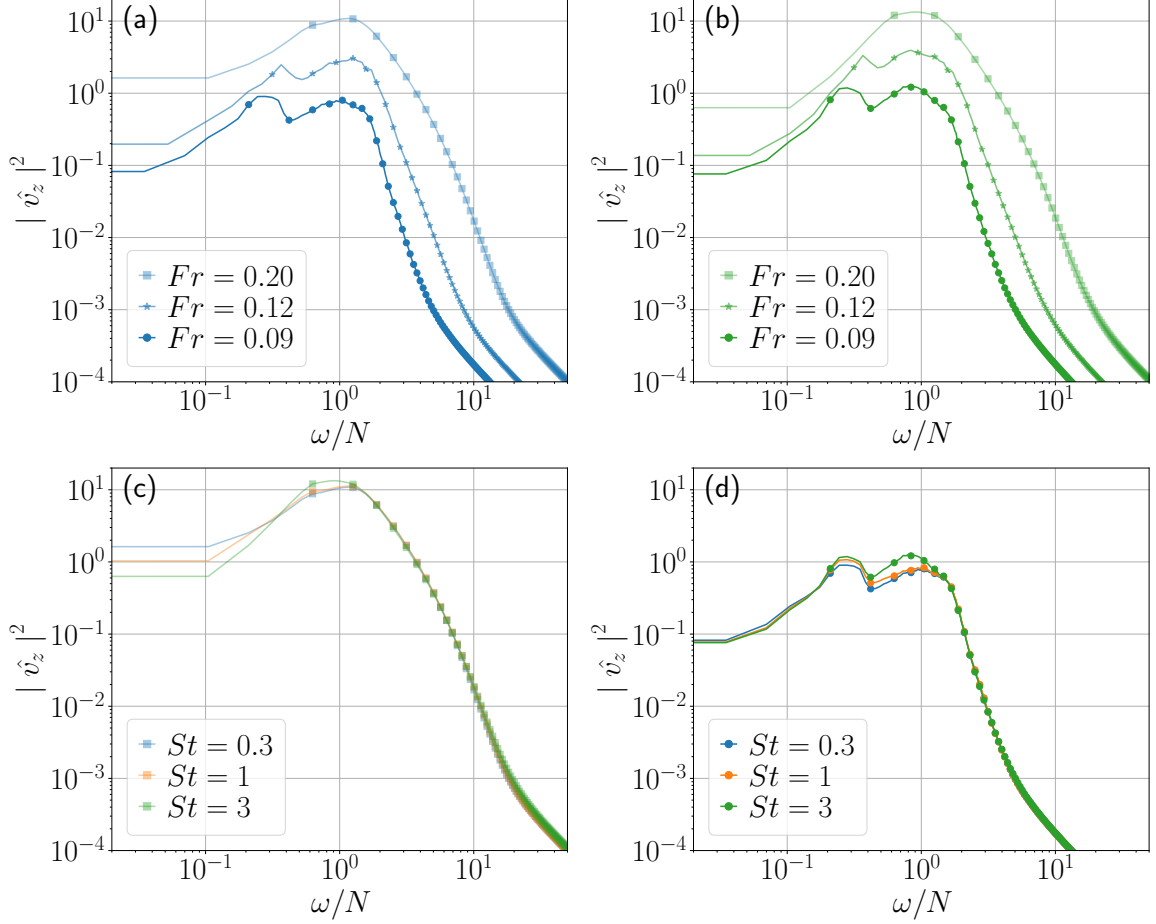 (a)
10^1
10^0
10^{-1}
10^{-2}
10^{-3}
10^{-4}
| v̂_z |^2
Fr = 0.20
Fr = 0.12
Fr = 0.09
10^{-1}
10^0
10^1
ω/N
(b)
10^1
10^0
10^{-1}
10^{-2}
10^{-3}
10^{-4}
| v̂_z |^2
Fr = 0.20
Fr = 0.12
Fr = 0.09
10^{-1}
10^0
10^1
ω/N
(c)
10^1
10^0
10^{-1}
10^{-2}
10^{-3}
10^{-4}
| v̂_z |^2
St = 0.3
St = 1
St = 3
10^{-1}
10^0
10^1
ω/N
(d)
10^1
10^0
10^{-1}
10^{-2}
10^{-3}
10^{-4}
| v̂_z |^2
St = 0.3
St = 1
St = 3
10^{-1}
10^0
10^1
ω/N